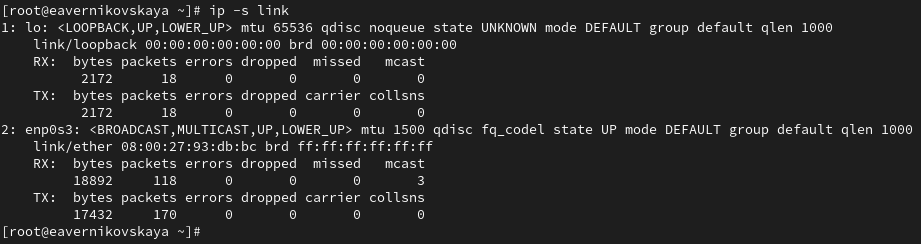 [root@eavernikovskaya ~]# ip -s link
1: lo: <LOOPBACK,UP,LOWER_UP> mtu 65536 qdisc noqueue state UNKNOWN mode DEFAULT group default qlen 1000
    link/loopback 00:00:00:00:00:00 brd 00:00:00:00:00:00
    RX:  bytes packets errors dropped  missed   mcast
          2172      18      0       0       0       0
    TX:  bytes packets errors dropped carrier collsns
          2172      18      0       0       0       0
2: enp0s3: <BROADCAST,MULTICAST,UP,LOWER_UP> mtu 1500 qdisc fq_codel state UP mode DEFAULT group default qlen 1000
    link/ether 08:00:27:93:db:bc brd ff:ff:ff:ff:ff:ff
    RX:  bytes packets errors dropped  missed   mcast
         18892     118      0       0       0       3
    TX:  bytes packets errors dropped carrier collsns
         17432     170      0       0       0       0
[root@eavernikovskaya ~]#